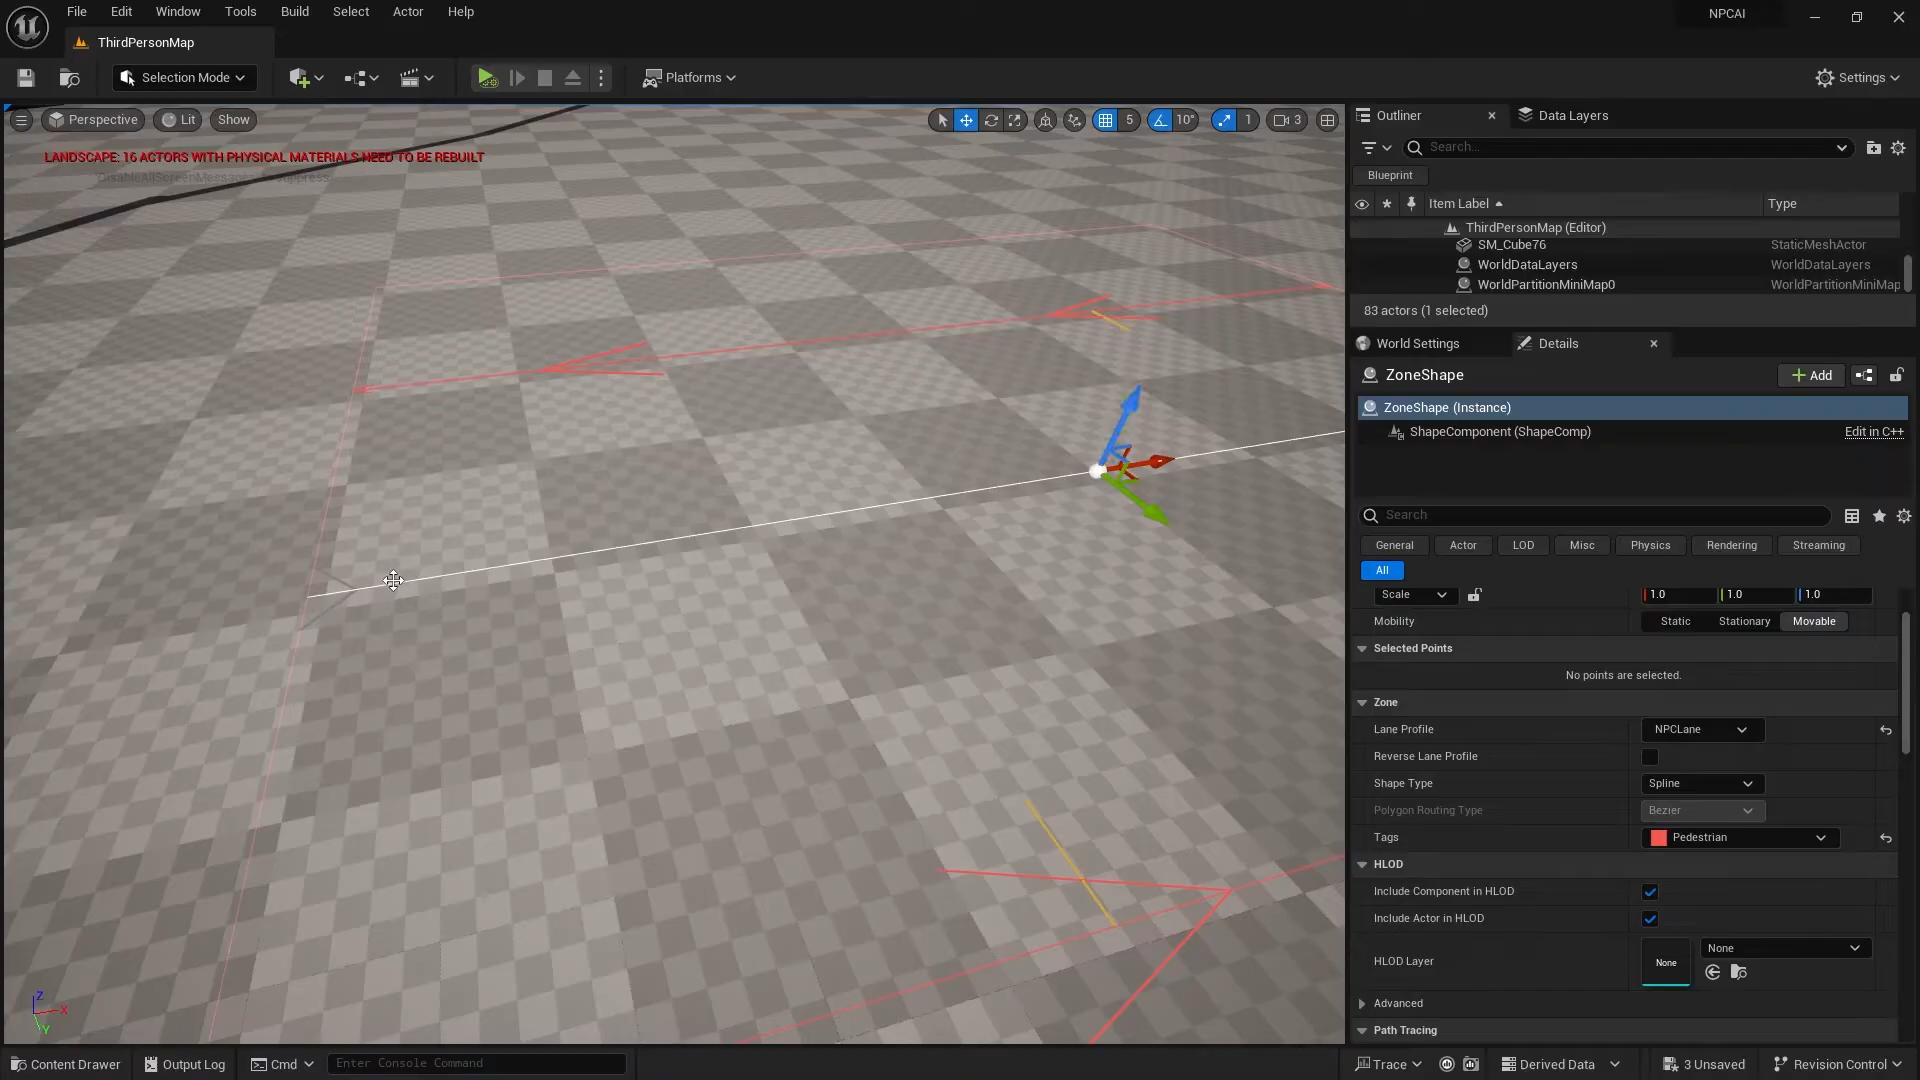 File Edit Window Tools Build Select Actor Help
NPCAI
ThirdPersonMap
Selection Mode
Platforms
Settings
Perspective Lit Show
5 10° 1 3
LANDSCAPE: 16 ACTORS WITH PHYSICAL MATERIALS NEED TO BE REBUILT
'DisableAllScreenMessages' to suppress
Outliner Data Layers
Search...
Blueprint
Item Label Type
ThirdPersonMap (Editor)
SM_Cube76 StaticMeshActor
WorldDataLayers WorldDataLayers
WorldPartitionMiniMap0 WorldPartitionMiniMap
83 actors (1 selected)
World Settings Details
ZoneShape Add
ZoneShape (Instance)
ShapeComponent (ShapeComp) Edit in C++
Search
General Actor LOD Misc Physics Rendering Streaming
All
Scale 1.0 1.0 1.0
Mobility Static Stationary Movable
Selected Points
No points are selected.
Zone
Lane Profile NPCLane
Reverse Lane Profile
Shape Type Spline
Polygon Routing Type Bezier
Tags Pedestrian
HLOD
Include Component in HLOD
Include Actor in HLOD
HLOD Layer None None
Advanced
Path Tracing
Z X Y
Content Drawer Output Log Cmd Enter Console Command Trace Derived Data 3 Unsaved Revision Control